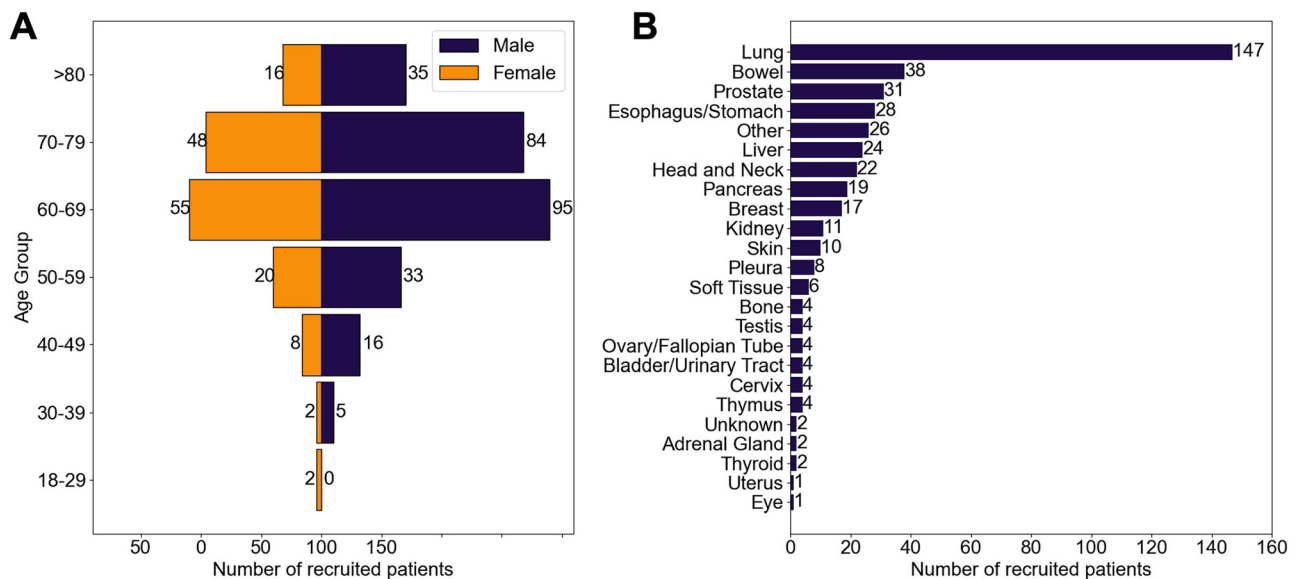 A
Male
Female
>80
16
35
70-79
48
84
60-69
55
95
50-59
20
33
40-49
8
16
30-39
2
5
18-29
2
0
Age Group
50 0 50 100 150
Number of recruited patients
B
Lung 147
Bowel 38
Prostate 31
Esophagus/Stomach 28
Other 26
Liver 24
Head and Neck 22
Pancreas 19
Breast 17
Kidney 11
Skin 10
Pleura 8
Soft Tissue 6
Bone 4
Testis 4
Ovary/Fallopian Tube 4
Bladder/Urinary Tract 4
Cervix 4
Thymus 4
Unknown 2
Adrenal Gland 2
Thyroid 2
Uterus 1
Eye 1
0 20 40 60 80 100 120 140 160
Number of recruited patients